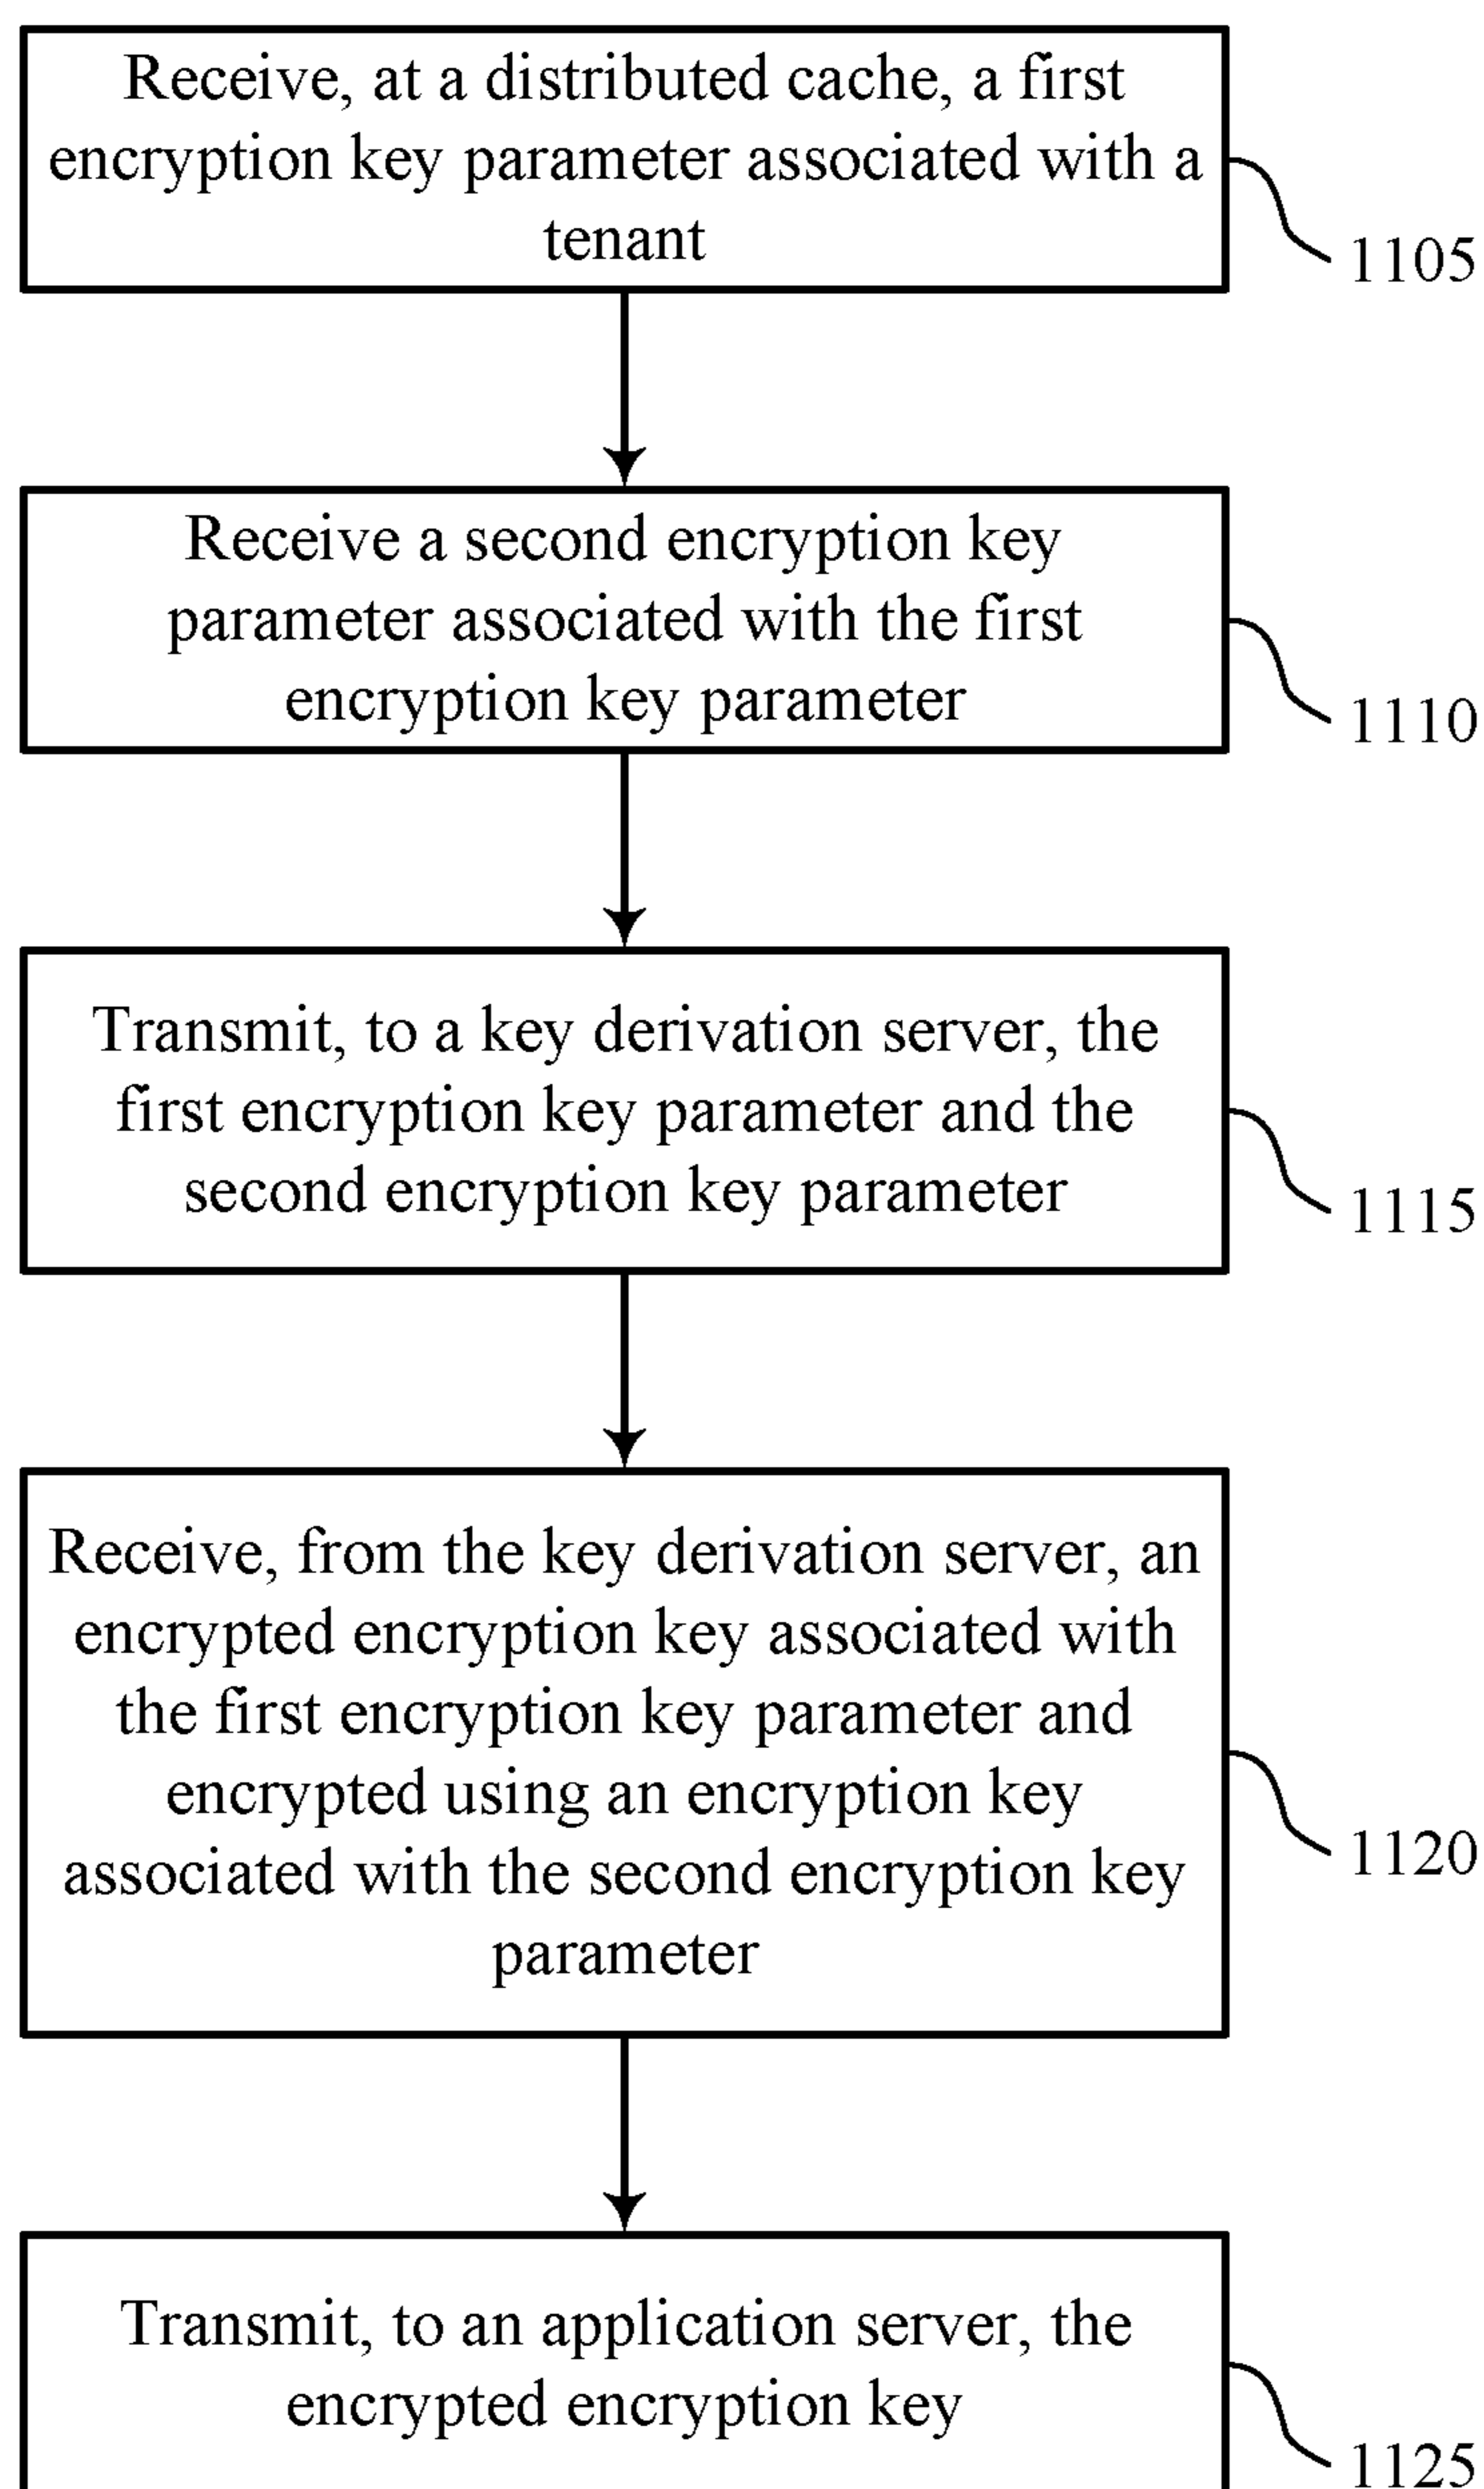 Receive, at a distributed cache, a first
encryption key parameter associated with a
tenant
1105
Receive a second encryption key
parameter associated with the first
encryption key parameter
1110
Transmit, to a key derivation server, the
first encryption key parameter and the
second encryption key parameter
1115
Receive, from the key derivation server, an
encrypted encryption key associated with
the first encryption key parameter and
encrypted using an encryption key
associated with the second encryption key
parameter
1120
Transmit, to an application server, the
encrypted encryption key
1125